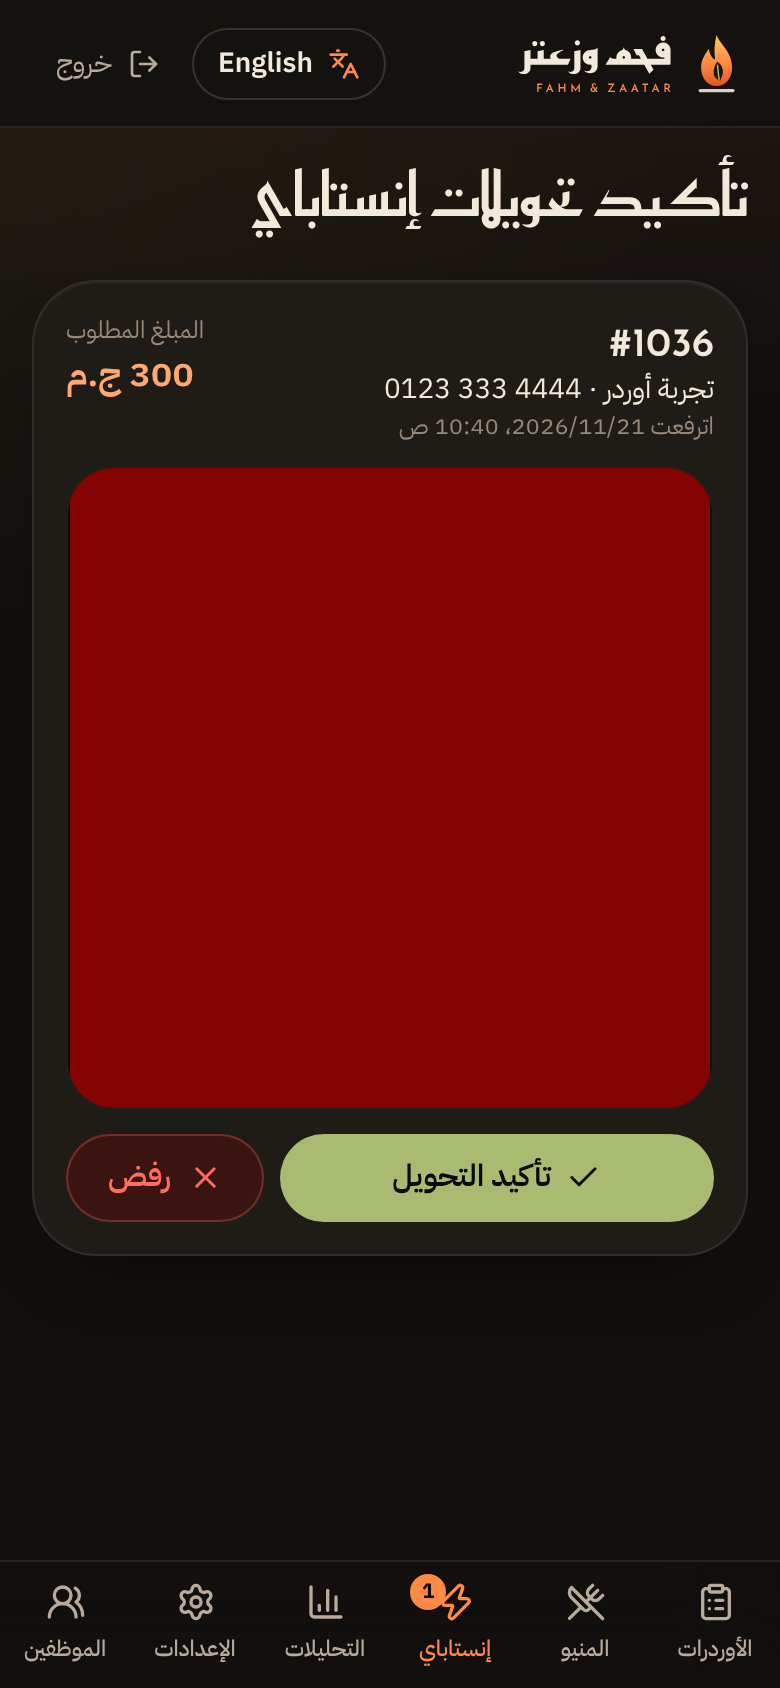 فحم وزعتر
FAHM & ZAATAR
English
خروج
تأكيد تحويلات إنستاباي
#1036
المبلغ المطلوب
تجربة أوردر · 0123 333 4444
300 ج.م
اترفعت 2026/11/21، 10:40 ص
تأكيد التحويل
رفض
الأوردرات
المنيو
1
إنستاباي
التحليلات
الإعدادات
الموظفين